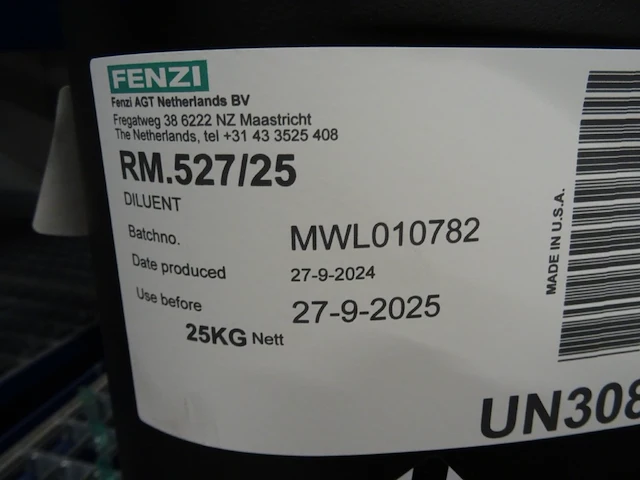 FENZI
Fenzi AGT Netherlands BV
Fregatweg 38 6222 NZ Maastricht
The Netherlands, tel +31 43 3525 408
RM.527/25
DILUENT
Batchno. MWL010782
Date produced 27-9-2024
Use before 27-9-2025
25KG Nett
MADE IN U.S.A.
UN308